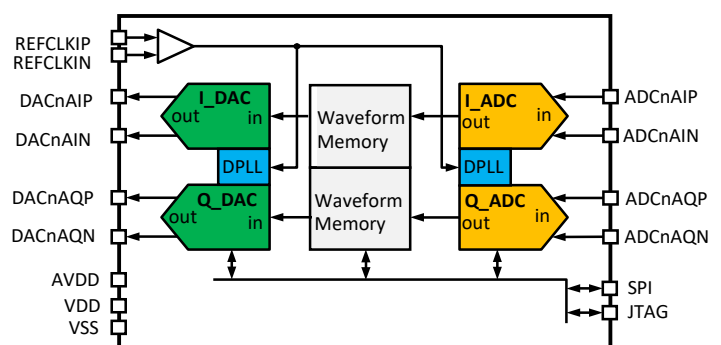 REFCLKIP
REFCLKIN
DACnAIP
DACnAIN
DACnAQP
DACnAQN
AVDD
VDD
VSS
I_DAC
out
in
DPLL
Q_DAC
out
in
Waveform
Memory
Waveform
Memory
I_ADC
in
out
DPLL
Q_ADC
in
out
ADCnAIP
ADCnAIN
ADCnAQP
ADCnAQN
SPI
JTAG